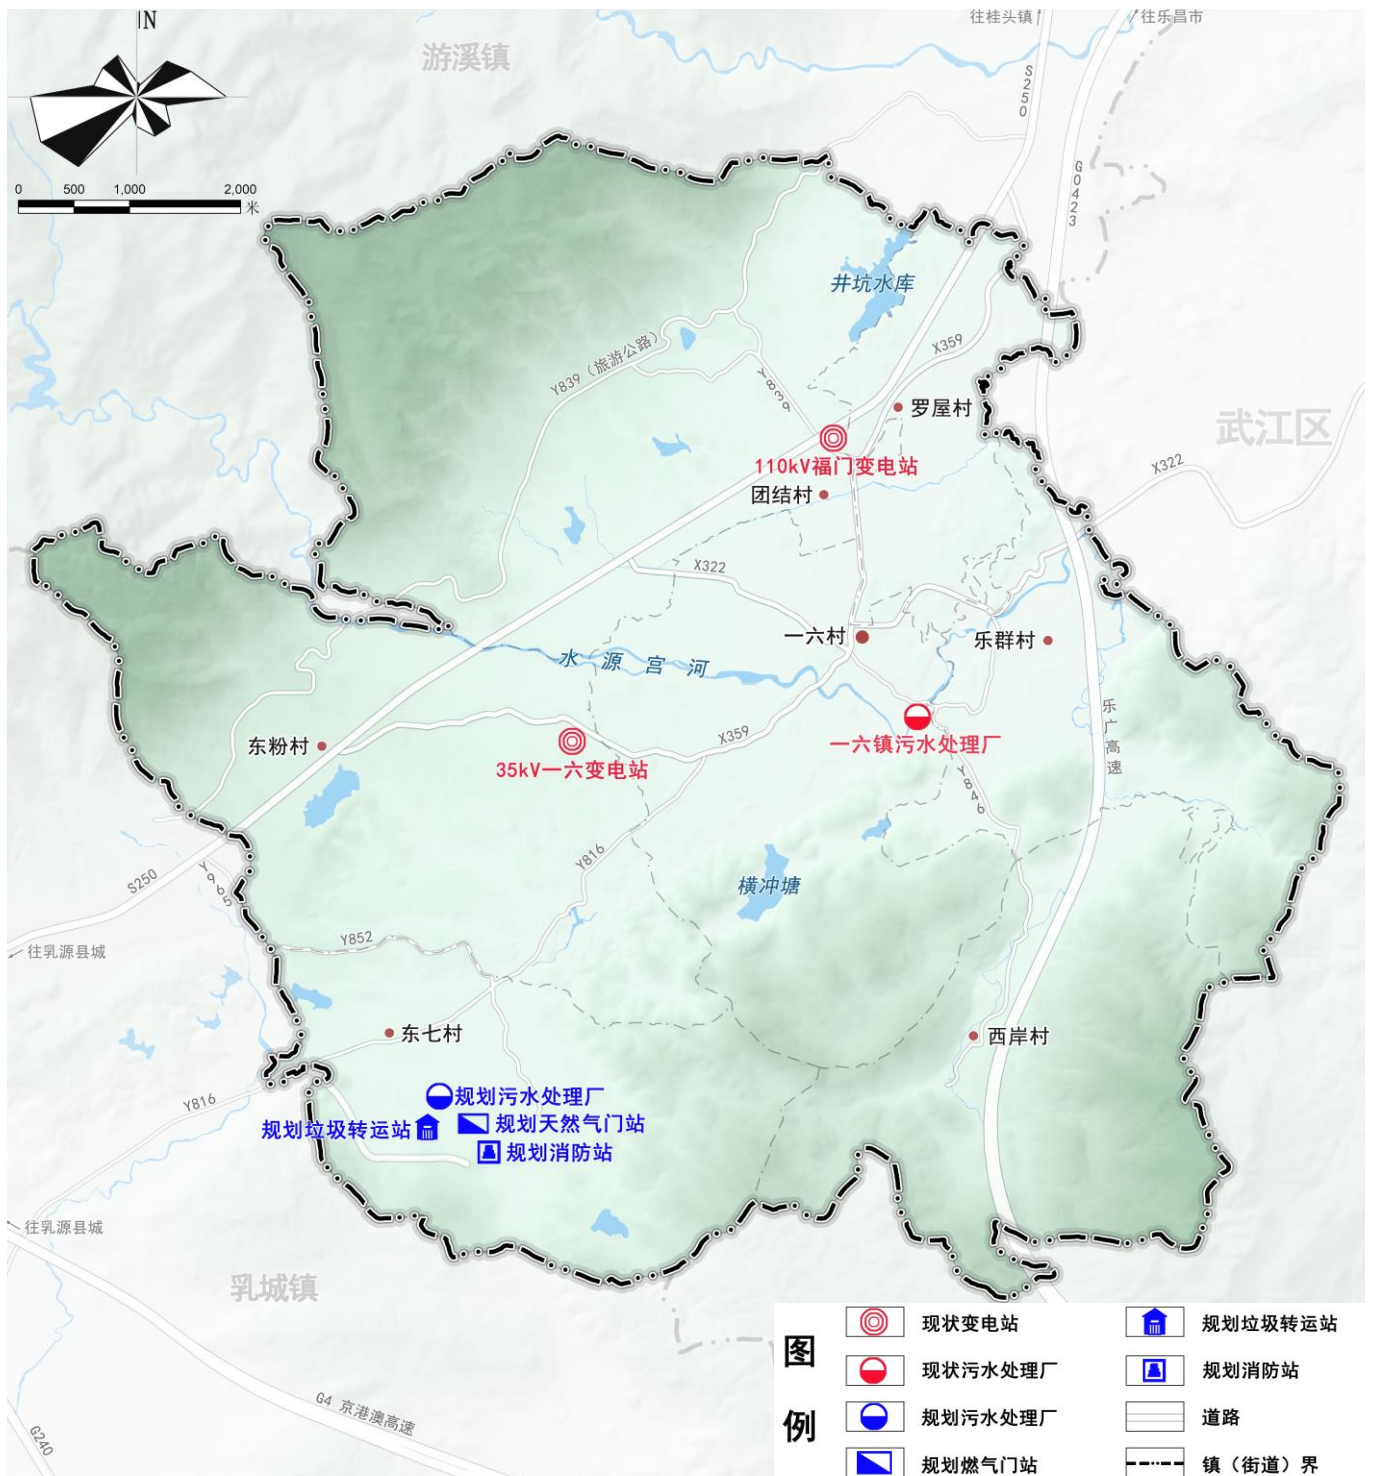 N
往桂头镇
往乐昌市
游溪镇
S250
G0423
0 500 1,000 2,000
米
井坑水库
X359
Y839（旅游公路）
Y839
罗屋村
武江区
110kV福门变电站
X322
团结村
X322
一六村
乐群村
水源宫河
乐广高速
东粉村
X359
一六镇污水处理厂
35kV一六变电站
Y846
Y816
S250
Y965
横冲塘
Y852
往乳源县城
东七村
西岸村
Y816
规划污水处理厂
规划垃圾转运站
规划天然气门站
规划消防站
往乳源县城
乳城镇
G4 京港澳高速
G240
图例
现状变电站
规划垃圾转运站
现状污水处理厂
规划消防站
规划污水处理厂
道路
规划燃气门站
镇（街道）界